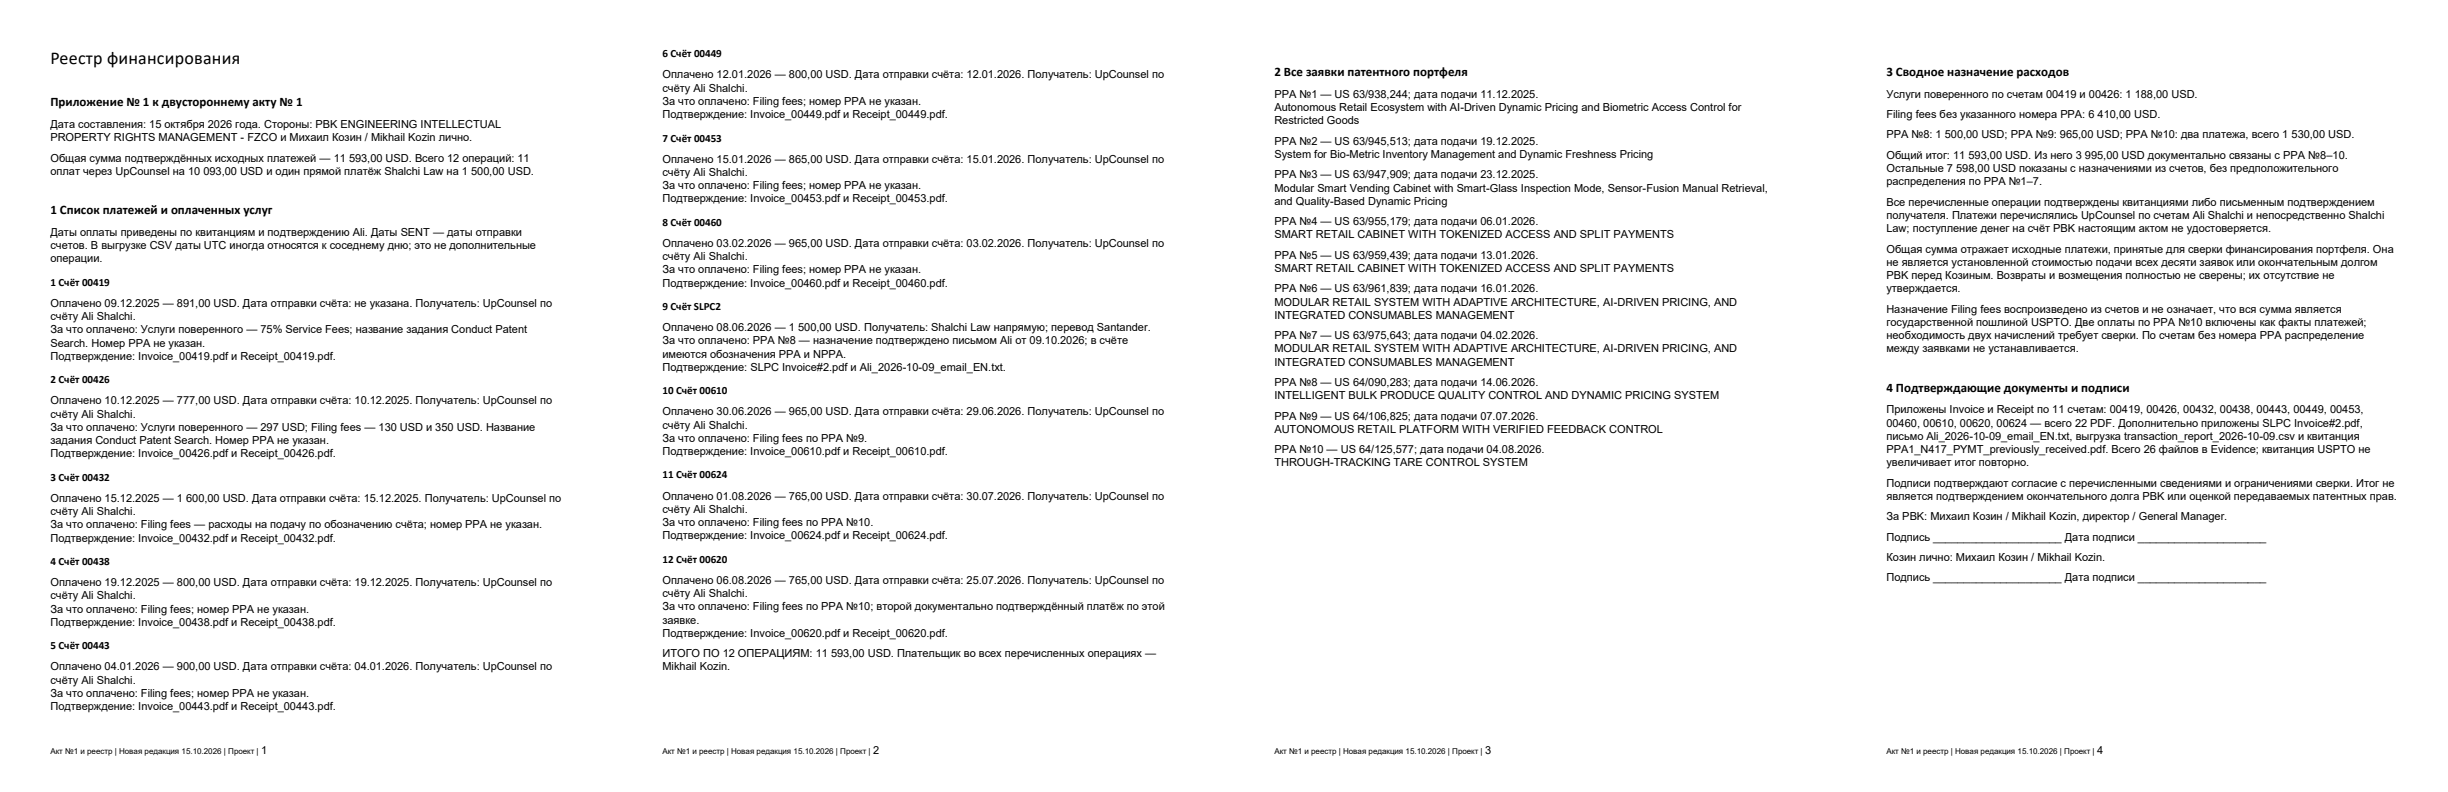 Реестр финансирования
Приложение № 1 к двустороннему акту № 1
Дата составления: 15 октября 2026 года. Стороны: PBK ENGINEERING INTELLECTUAL
PROPERTY RIGHTS MANAGEMENT - FZCO и Михаил Козин / Mikhail Kozin лично.
Общая сумма подтверждённых исходных платежей — 11 593,00 USD. Всего 12 операций: 11
оплат через UpCounsel на 10 093,00 USD и один прямой платёж Shalchi Law на 1 500,00 USD.
1 Список платежей и оплаченных услуг
Даты оплаты приведены по квитанциям и подтверждению Ali. Даты SENT — даты отправки
счетов. В выгрузке CSV даты UTC иногда относятся к соседнему дню; это не дополнительные
операции.
1 Счёт 00419
Оплачено 09.12.2025 — 891,00 USD. Дата отправки счёта: не указана. Получатель: UpCounsel по
счёту Ali Shalchi.
За что оплачено: Услуги поверенного — 75% Service Fees; название задания Conduct Patent
Search. Номер PPA не указан.
Подтверждение: Invoice_00419.pdf и Receipt_00419.pdf.
2 Счёт 00426
Оплачено 10.12.2025 — 777,00 USD. Дата отправки счёта: 10.12.2025. Получатель: UpCounsel по
счёту Ali Shalchi.
За что оплачено: Услуги поверенного — 297 USD; Filing fees — 130 USD и 350 USD. Название
задания Conduct Patent Search. Номер PPA не указан.
Подтверждение: Invoice_00426.pdf и Receipt_00426.pdf.
3 Счёт 00432
Оплачено 15.12.2025 — 1 600,00 USD. Дата отправки счёта: 15.12.2025. Получатель: UpCounsel по
счёту Ali Shalchi.
За что оплачено: Filing fees — расходы на подачу по обозначению счёта; номер PPA не указан.
Подтверждение: Invoice_00432.pdf и Receipt_00432.pdf.
4 Счёт 00438
Оплачено 19.12.2025 — 800,00 USD. Дата отправки счёта: 19.12.2025. Получатель: UpCounsel по
счёту Ali Shalchi.
За что оплачено: Filing fees; номер PPA не указан.
Подтверждение: Invoice_00438.pdf и Receipt_00438.pdf.
5 Счёт 00443
Оплачено 04.01.2026 — 900,00 USD. Дата отправки счёта: 04.01.2026. Получатель: UpCounsel по
счёту Ali Shalchi.
За что оплачено: Filing fees; номер PPA не указан.
Подтверждение: Invoice_00443.pdf и Receipt_00443.pdf.
Акт №1 и реестр | Новая редакция 15.10.2026 | Проект | 1
6 Счёт 00449
Оплачено 12.01.2026 — 800,00 USD. Дата отправки счёта: 12.01.2026. Получатель: UpCounsel по
счёту Ali Shalchi.
За что оплачено: Filing fees; номер PPA не указан.
Подтверждение: Invoice_00449.pdf и Receipt_00449.pdf.
7 Счёт 00453
Оплачено 15.01.2026 — 865,00 USD. Дата отправки счёта: 15.01.2026. Получатель: UpCounsel по
счёту Ali Shalchi.
За что оплачено: Filing fees; номер PPA не указан.
Подтверждение: Invoice_00453.pdf и Receipt_00453.pdf.
8 Счёт 00460
Оплачено 03.02.2026 — 965,00 USD. Дата отправки счёта: 03.02.2026. Получатель: UpCounsel по
счёту Ali Shalchi.
За что оплачено: Filing fees; номер PPA не указан.
Подтверждение: Invoice_00460.pdf и Receipt_00460.pdf.
9 Счёт SLPC2
Оплачено 08.06.2026 — 1 500,00 USD. Получатель: Shalchi Law напрямую; перевод Santander.
За что оплачено: PPA №8 — назначение подтверждено письмом Ali от 09.10.2026; в счёте
имеются обозначения PPA и NPPA.
Подтверждение: SLPC Invoice#2.pdf и Ali_2026-10-09_email_EN.txt.
10 Счёт 00610
Оплачено 30.06.2026 — 965,00 USD. Дата отправки счёта: 29.06.2026. Получатель: UpCounsel по
счёту Ali Shalchi.
За что оплачено: Filing fees по PPA №9.
Подтверждение: Invoice_00610.pdf и Receipt_00610.pdf.
11 Счёт 00624
Оплачено 01.08.2026 — 765,00 USD. Дата отправки счёта: 30.07.2026. Получатель: UpCounsel по
счёту Ali Shalchi.
За что оплачено: Filing fees по PPA №10.
Подтверждение: Invoice_00624.pdf и Receipt_00624.pdf.
12 Счёт 00620
Оплачено 06.08.2026 — 765,00 USD. Дата отправки счёта: 25.07.2026. Получатель: UpCounsel по
счёту Ali Shalchi.
За что оплачено: Filing fees по PPA №10; второй документально подтверждённый платёж по этой
заявке.
Подтверждение: Invoice_00620.pdf и Receipt_00620.pdf.
ИТОГО ПО 12 ОПЕРАЦИЯМ: 11 593,00 USD. Плательщик во всех перечисленных операциях —
Mikhail Kozin.
Акт №1 и реестр | Новая редакция 15.10.2026 | Проект | 2
2 Все заявки патентного портфеля
PPA №1 — US 63/938,244; дата подачи 11.12.2025.
Autonomous Retail Ecosystem with AI-Driven Dynamic Pricing and Biometric Access Control for
Restricted Goods
PPA №2 — US 63/945,513; дата подачи 19.12.2025.
System for Bio-Metric Inventory Management and Dynamic Freshness Pricing
PPA №3 — US 63/947,909; дата подачи 23.12.2025.
Modular Smart Vending Cabinet with Smart-Glass Inspection Mode, Sensor-Fusion Manual Retrieval,
and Quality-Based Dynamic Pricing
PPA №4 — US 63/955,179; дата подачи 06.01.2026.
SMART RETAIL CABINET WITH TOKENIZED ACCESS AND SPLIT PAYMENTS
PPA №5 — US 63/959,439; дата подачи 13.01.2026.
SMART RETAIL CABINET WITH TOKENIZED ACCESS AND SPLIT PAYMENTS
PPA №6 — US 63/961,839; дата подачи 16.01.2026.
MODULAR RETAIL SYSTEM WITH ADAPTIVE ARCHITECTURE, AI-DRIVEN PRICING, AND
INTEGRATED CONSUMABLES MANAGEMENT
PPA №7 — US 63/975,643; дата подачи 04.02.2026.
MODULAR RETAIL SYSTEM WITH ADAPTIVE ARCHITECTURE, AI-DRIVEN PRICING, AND
INTEGRATED CONSUMABLES MANAGEMENT
PPA №8 — US 64/090,283; дата подачи 14.06.2026.
INTELLIGENT BULK PRODUCE QUALITY CONTROL AND DYNAMIC PRICING SYSTEM
PPA №9 — US 64/106,825; дата подачи 07.07.2026.
AUTONOMOUS RETAIL PLATFORM WITH VERIFIED FEEDBACK CONTROL
PPA №10 — US 64/125,577; дата подачи 04.08.2026.
THROUGH-TRACKING TARE CONTROL SYSTEM
Акт №1 и реестр | Новая редакция 15.10.2026 | Проект | 3
3 Сводное назначение расходов
Услуги поверенного по счетам 00419 и 00426: 1 188,00 USD.
Filing fees без указанного номера PPA: 6 410,00 USD.
PPA №8: 1 500,00 USD; PPA №9: 965,00 USD; PPA №10: два платежа, всего 1 530,00 USD.
Общий итог: 11 593,00 USD. Из него 3 995,00 USD документально связаны с PPA №8–10.
Остальные 7 598,00 USD показаны с назначениями из счетов, без предположительного
распределения по PPA №1–7.
Все перечисленные операции подтверждены квитанциями либо письменным подтверждением
получателя. Платежи перечислялись UpCounsel по счетам Ali Shalchi и непосредственно Shalchi
Law; поступление денег на счёт PBK настоящим актом не удостоверяется.
Общая сумма отражает исходные платежи, принятые для сверки финансирования портфеля. Она
не является установленной стоимостью подачи всех десяти заявок или окончательным долгом
PBK перед Козиным. Возвраты и возмещения полностью не сверены; их отсутствие не
утверждается.
Назначение Filing fees воспроизведено из счетов и не означает, что вся сумма является
государственной пошлиной USPTO. Две оплаты по PPA №10 включены как факты платежей;
необходимость двух начислений требует сверки. По счетам без номера PPA распределение
между заявками не устанавливается.
4 Подтверждающие документы и подписи
Приложены Invoice и Receipt по 11 счетам: 00419, 00426, 00432, 00438, 00443, 00449, 00453,
00460, 00610, 00620, 00624 — всего 22 PDF. Дополнительно приложены SLPC Invoice#2.pdf,
письмо Ali_2026-10-09_email_EN.txt, выгрузка transaction_report_2026-10-09.csv и квитанция
PPA1_N417_PYMT_previously_received.pdf. Всего 26 файлов в Evidence; квитанция USPTO не
увеличивает итог повторно.
Подписи подтверждают согласие с перечисленными сведениями и ограничениями сверки. Итог не
является подтверждением окончательного долга PBK или оценкой передаваемых патентных прав.
За PBK: Михаил Козин / Mikhail Kozin, директор / General Manager.
Подпись _____________________ Дата подписи _____________________
Козин лично: Михаил Козин / Mikhail Kozin.
Подпись _____________________ Дата подписи _____________________
Акт №1 и реестр | Новая редакция 15.10.2026 | Проект | 4